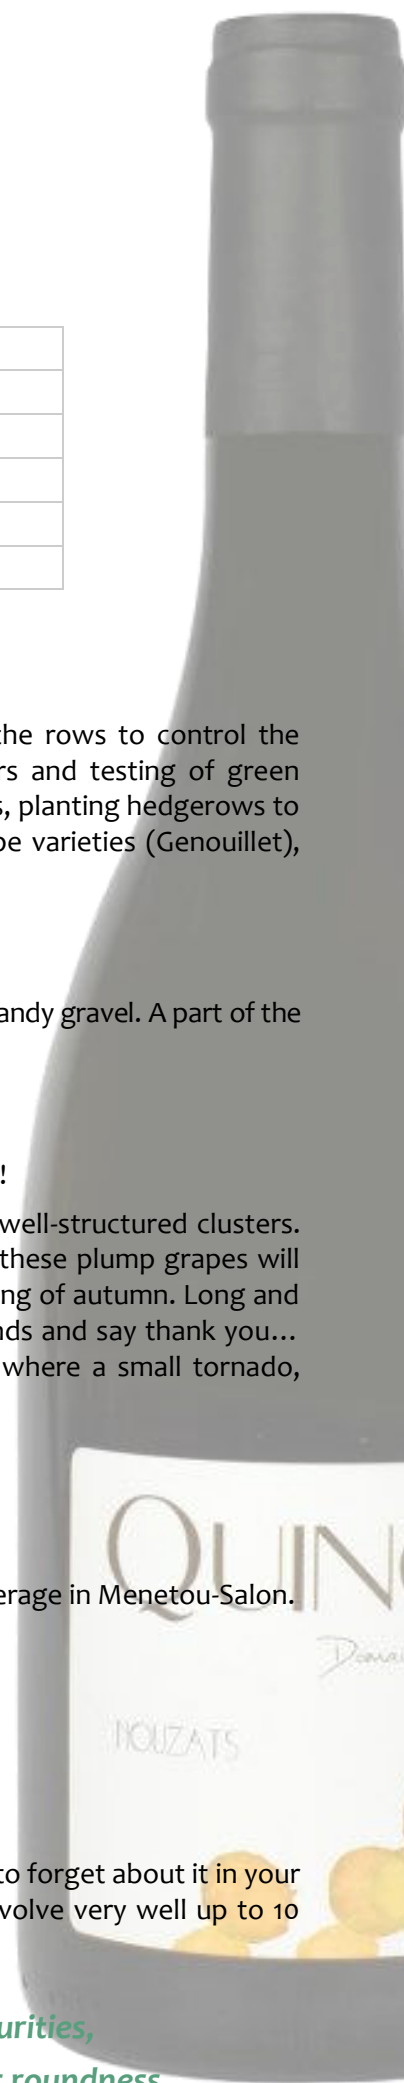 the rows to control the
rs and testing of green
s, planting hedgerows to
pe varieties (Genouillet),
andy gravel. A part of the
!
well-structured clusters.
these plump grapes will
ng of autumn. Long and
nds and say thank you…
where a small tornado,
QUIN
erage in Menetou-Salon.
Domai
NOUZATS
to forget about it in your
volve very well up to 10
urities,
t roundness